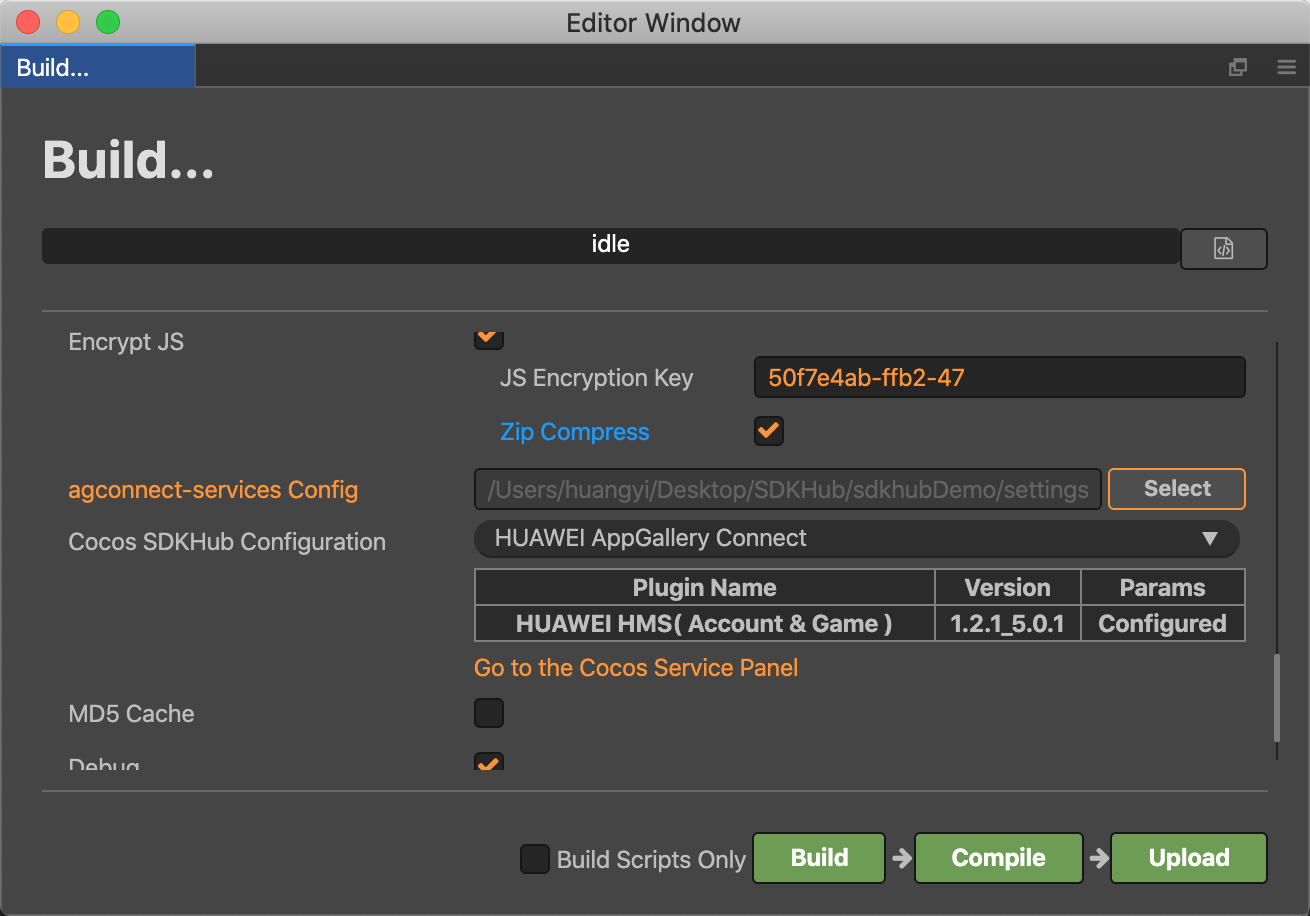 Editor Window
Build...
Build...
idle
Encrypt JS
JS Encryption Key 50f7e4ab-ffb2-47
Zip Compress
agconnect-services Config /Users/huangyi/Desktop/SDKHub/sdkhubDemo/settings Select
Cocos SDKHub Configuration HUAWEI AppGallery Connect
Plugin Name Version Params
HUAWEI HMS( Account & Game ) 1.2.1_5.0.1 Configured
Go to the Cocos Service Panel
MD5 Cache
Debug
Build Scripts Only Build Compile Upload